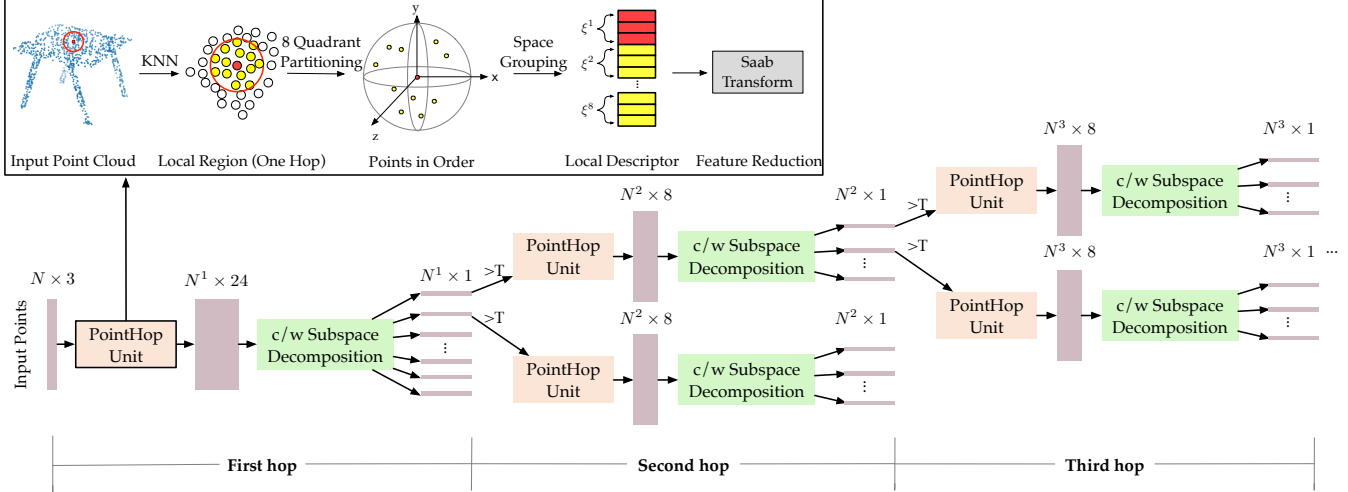 KNN
8 Quadrant
Partitioning
y
x
z
Space
Grouping
ξ¹
ξ²
⋮
ξ⁸
Saab
Transform
Input Point Cloud
Local Region (One Hop)
Points in Order
Local Descriptor
Feature Reduction
Input Points
N × 3
PointHop
Unit
N¹ × 24
c/w Subspace
Decomposition
N¹ × 1
⋮
>T
>T
PointHop
Unit
N² × 8
c/w Subspace
Decomposition
N² × 1
⋮
PointHop
Unit
N² × 8
c/w Subspace
Decomposition
N² × 1
⋮
>T
>T
PointHop
Unit
N³ × 8
c/w Subspace
Decomposition
N³ × 1
⋮
PointHop
Unit
N³ × 8
c/w Subspace
Decomposition
N³ × 1
⋮
...
First hop
Second hop
Third hop